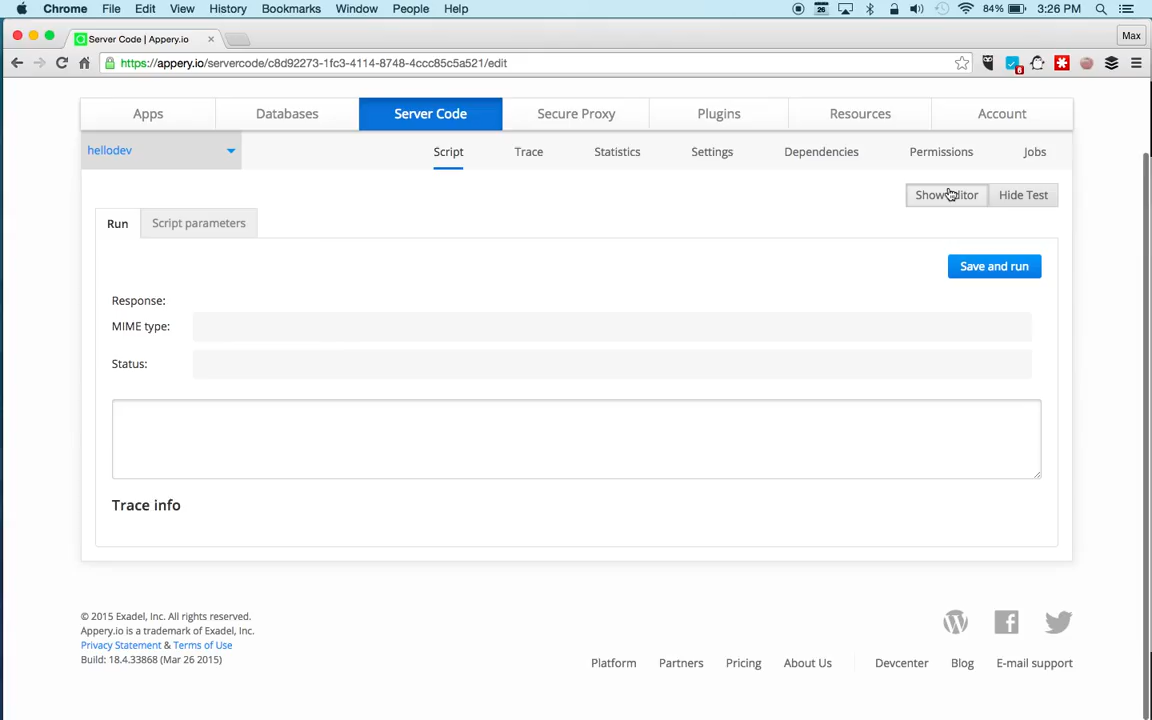 Chrome File Edit View History Bookmarks Window People Help 26 84% 3:26 PM
Server Code | Appery.io Max
https://appery.io/servercode/c8d92273-1fc3-4114-8748-4ccc85c5a521/edit 6
Apps Databases Server Code Secure Proxy Plugins Resources Account
hellodev Script Trace Statistics Settings Dependencies Permissions Jobs
Show Editor Hide Test
Run Script parameters
Save and run
Response:
MIME type:
Status:
Trace info
© 2015 Exadel, Inc. All rights reserved.
Appery.io is a trademark of Exadel, Inc.
Privacy Statement & Terms of Use
Build: 18.4.33868 (Mar 26 2015)
Platform Partners Pricing About Us Devcenter Blog E-mail support